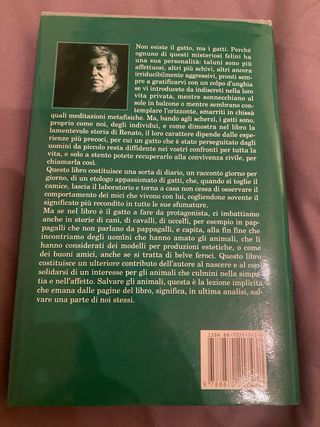 Non esiste il gatto, ma i gatti. Perché
ognuno di questi misteriosi felini ha
una sua personalità: taluni sono più
affettuosi, altri più schivi, altri ancora
irriducibilmente aggressivi, pronti sem-
pre a gratificarvi con un colpo d'unghia
se vi introducete da indiscreti nella loro
vita privata, mentre sonnecchiano al
sole in balcone o mentre sembrano con-
templare l'orizzonte, smarriti in chissà
quali meditazioni metafisiche. Ma, bando agli scherzi, i gatti sono,
proprio come noi, degli individui, e come dimostra nel libro la
lamentevole storia di Renato, il loro carattere dipende dalle espe-
rienze più precoci, per cui un gatto che è stato perseguitato dagli
uomini da piccolo resta diffidente nei vostri confronti per tutta la
vita, e solo a stento potete recuperarlo alla convivenza civile, per
chiamarla così.
Questo libro costituisce una sorta di diario, un racconto giorno per
giorno, di un etologo appassionato di gatti, che, quando si toglie il
camice, lascia il laboratorio e torna a casa non cessa di osservare il
comportamento dei mici che vivono con lui, cogliendone sovente il
significato più recondito in tutte le sue sfumature.
Ma se nel libro è il gatto a fare da protagonista, ci imbattiamo
anche in storie di cani, di cavalli, di uccelli, per esempio in pap-
pagalli che non parlano da pappagalli, e capita, alla fin fine che
incontriamo degli uomini che hanno amato gli animali, che li
hanno considerati dei modelli per produzioni estetiche, o come
dei buoni amici, anche se si tratta di belve feroci. Questo libro
costituisce un ulteriore contributo dell'autore al nascere e al con-
solidarsi di un interesse per gli animali che culmini nella simpa-
tia e nell'affetto. Salvare gli animali, questa è la lezione implicita
che emana dalle pagine del libro, significa, in ultima analisi, sal-
vare una parte di noi stessi.
ISBN